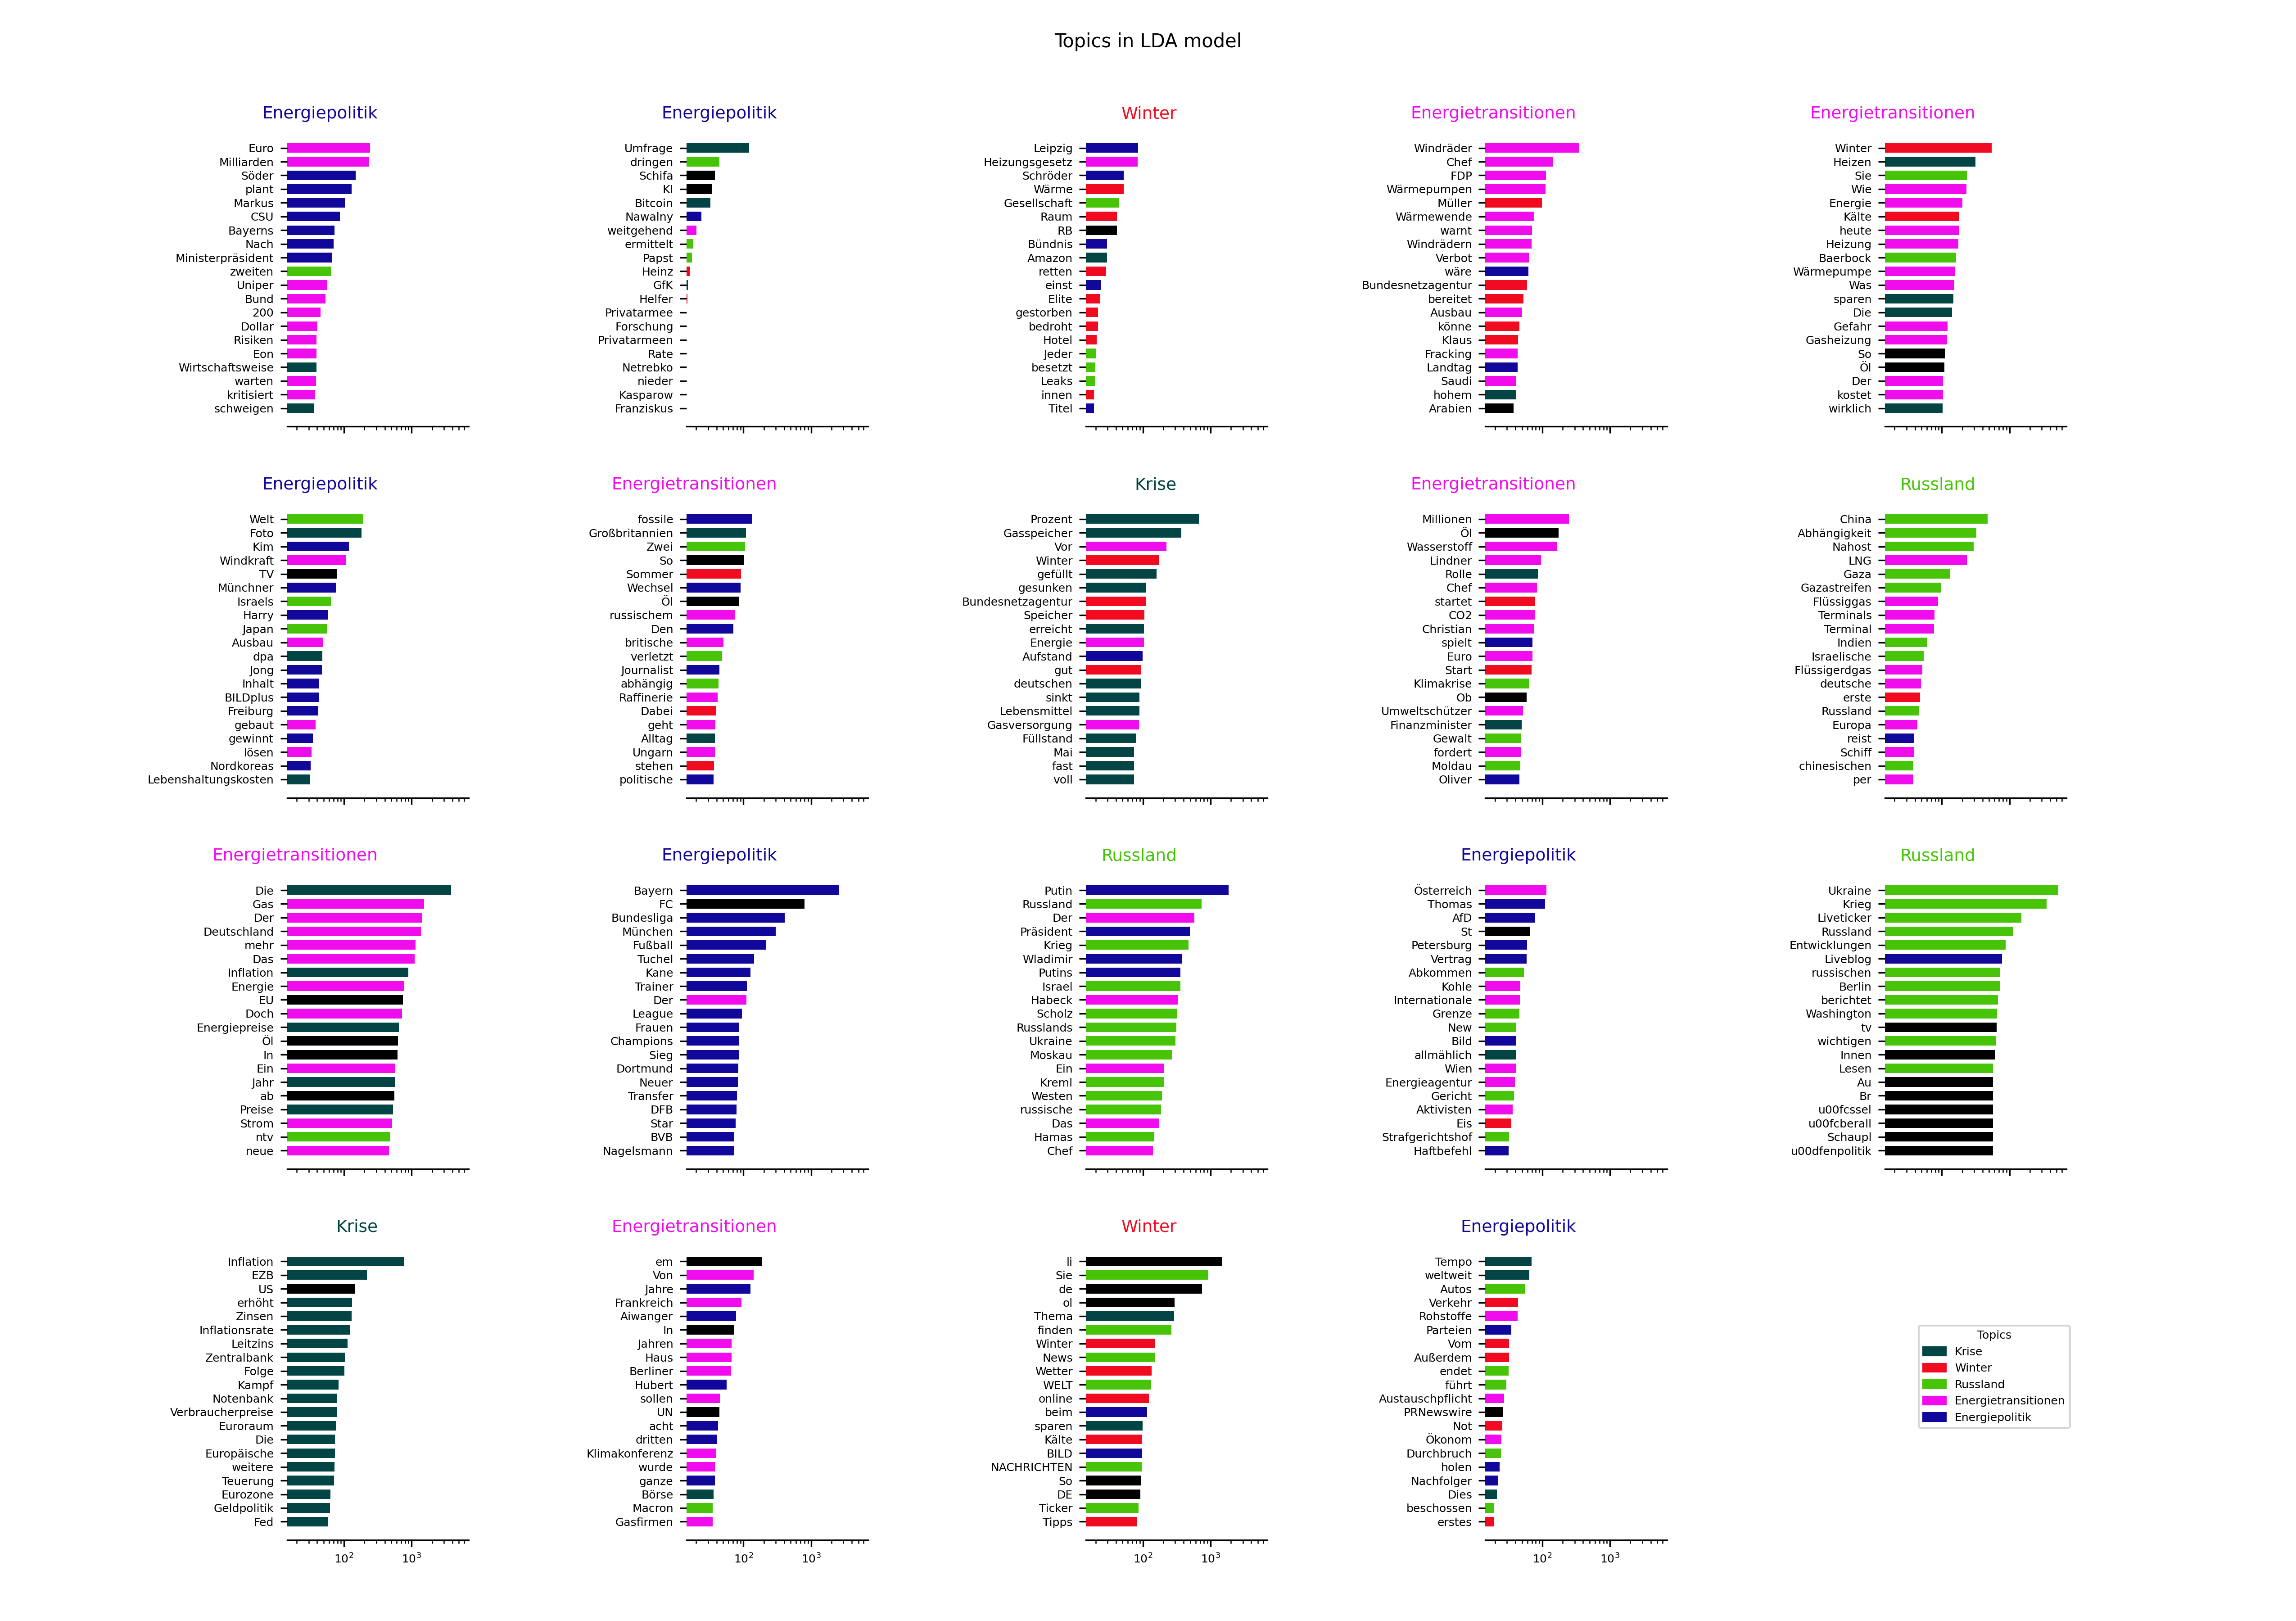 Topics in LDA model
Energiepolitik
Euro
Milliarden
Söder
plant
Markus
CSU
Bayerns
Nach
Ministerpräsident
zweiten
Uniper
Bund
200
Dollar
Risiken
Eon
Wirtschaftsweise
warten
kritisiert
schweigen
Energiepolitik
Umfrage
dringen
Schifa
KI
Bitcoin
Nawalny
weitgehend
ermittelt
Papst
Heinz
GfK
Helfer
Privatarmee
Forschung
Privatarmeen
Rate
Netrebko
nieder
Kasparow
Franziskus
Winter
Leipzig
Heizungsgesetz
Schröder
Wärme
Gesellschaft
Raum
RB
Bündnis
Amazon
retten
einst
Elite
gestorben
bedroht
Hotel
Jeder
besetzt
Leaks
innen
Titel
Energietransitionen
Windräder
Chef
FDP
Wärmepumpen
Müller
Wärmewende
warnt
Windrädern
Verbot
wäre
Bundesnetzagentur
bereitet
Ausbau
könne
Klaus
Fracking
Landtag
Saudi
hohem
Arabien
Energietransitionen
Winter
Heizen
Sie
Wie
Energie
Kälte
heute
Heizung
Baerbock
Wärmepumpe
Was
sparen
Die
Gefahr
Gasheizung
So
Öl
Der
kostet
wirklich
Energiepolitik
Welt
Foto
Kim
Windkraft
TV
Münchner
Israels
Harry
Japan
Ausbau
dpa
Jong
Inhalt
BILDplus
Freiburg
gebaut
gewinnt
lösen
Nordkoreas
Lebenshaltungskosten
Energietransitionen
fossile
Großbritannien
Zwei
So
Sommer
Wechsel
Öl
russischem
Den
britische
verletzt
Journalist
abhängig
Raffinerie
Dabei
geht
Alltag
Ungarn
stehen
politische
Krise
Prozent
Gasspeicher
Vor
Winter
gefüllt
gesunken
Bundesnetzagentur
Speicher
erreicht
Energie
Aufstand
gut
deutschen
sinkt
Lebensmittel
Gasversorgung
Füllstand
Mai
fast
voll
Energietransitionen
Millionen
Öl
Wasserstoff
Lindner
Rolle
Chef
startet
CO2
Christian
spielt
Euro
Start
Klimakrise
Ob
Umweltschützer
Finanzminister
Gewalt
fordert
Moldau
Oliver
Russland
China
Abhängigkeit
Nahost
LNG
Gaza
Gazastreifen
Flüssiggas
Terminals
Terminal
Indien
Israelische
Flüssigerdgas
deutsche
erste
Russland
Europa
reist
Schiff
chinesischen
per
Energietransitionen
Die
Gas
Der
Deutschland
mehr
Das
Inflation
Energie
EU
Doch
Energiepreise
Öl
In
Ein
Jahr
ab
Preise
Strom
ntv
neue
Energiepolitik
Bayern
FC
Bundesliga
München
Fußball
Tuchel
Kane
Trainer
Der
League
Frauen
Champions
Sieg
Dortmund
Neuer
Transfer
DFB
Star
BVB
Nagelsmann
Russland
Putin
Russland
Der
Präsident
Krieg
Wladimir
Putins
Israel
Habeck
Scholz
Russlands
Ukraine
Moskau
Ein
Kreml
Westen
russische
Das
Hamas
Chef
Energiepolitik
Österreich
Thomas
AfD
St
Petersburg
Vertrag
Abkommen
Kohle
Internationale
Grenze
New
Bild
allmählich
Wien
Energieagentur
Gericht
Aktivisten
Eis
Strafgerichtshof
Haftbefehl
Russland
Ukraine
Krieg
Liveticker
Russland
Entwicklungen
Liveblog
russischen
Berlin
berichtet
Washington
tv
wichtigen
Innen
Lesen
Au
Br
u00fcssel
u00fcberall
Schaupl
u00dfenpolitik
Krise
Inflation
EZB
US
erhöht
Zinsen
Inflationsrate
Leitzins
Zentralbank
Folge
Kampf
Notenbank
Verbraucherpreise
Euroraum
Die
Europäische
weitere
Teuerung
Eurozone
Geldpolitik
Fed
10² 10³
Energietransitionen
em
Von
Jahre
Frankreich
Aiwanger
In
Jahren
Haus
Berliner
Hubert
sollen
UN
acht
dritten
Klimakonferenz
wurde
ganze
Börse
Macron
Gasfirmen
10² 10³
Winter
li
Sie
de
ol
Thema
finden
Winter
News
Wetter
WELT
online
beim
sparen
Kälte
BILD
NACHRICHTEN
So
DE
Ticker
Tipps
10² 10³
Energiepolitik
Tempo
weltweit
Autos
Verkehr
Rohstoffe
Parteien
Vom
Außerdem
endet
führt
Austauschpflicht
PRNewswire
Not
Ökonom
Durchbruch
holen
Nachfolger
Dies
beschossen
erstes
10² 10³
Topics
Krise
Winter
Russland
Energietransitionen
Energiepolitik